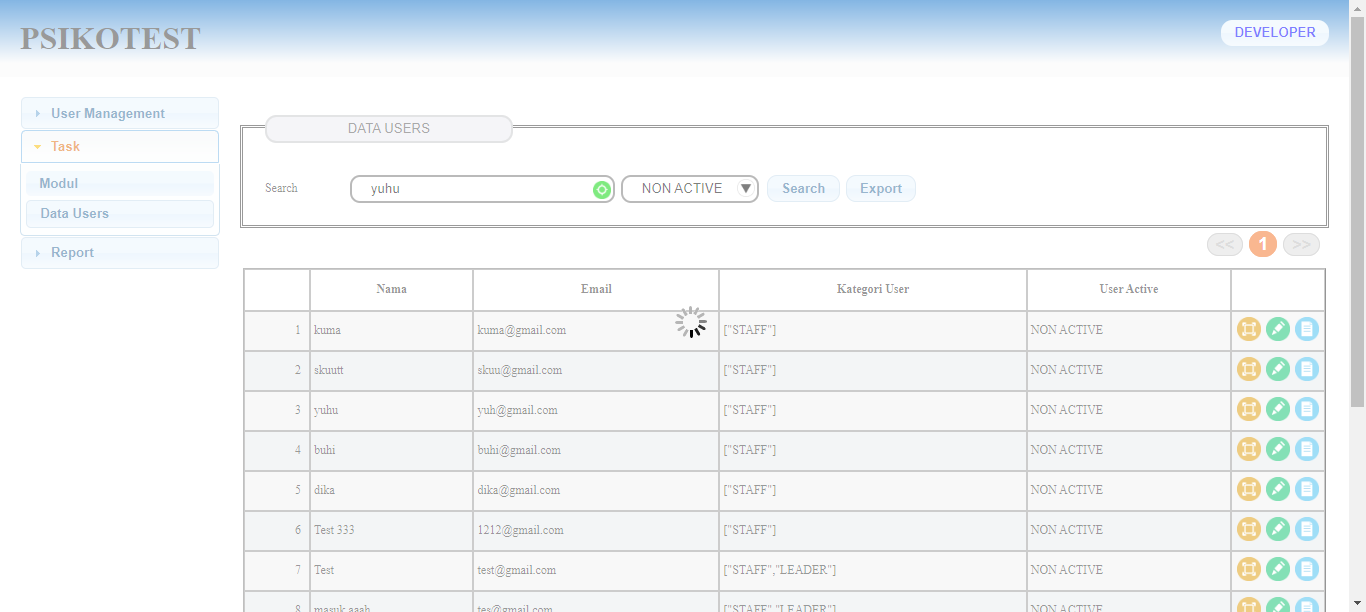 PSIKOTEST
DEVELOPER
User Management
Task
Modul
Data Users
Report
DATA USERS
Search yuhu NON ACTIVE Search Export
<< 1 >>
Nama Email Kategori User User Active
1 kuma kuma@gmail.com ["STAFF"] NON ACTIVE
2 skuutt skuu@gmail.com ["STAFF"] NON ACTIVE
3 yuhu yuh@gmail.com ["STAFF"] NON ACTIVE
4 buhi buhi@gmail.com ["STAFF"] NON ACTIVE
5 dika dika@gmail.com ["STAFF"] NON ACTIVE
6 Test 333 1212@gmail.com ["STAFF"] NON ACTIVE
7 Test test@gmail.com ["STAFF","LEADER"] NON ACTIVE
8 masuk aaah tes@gmail.com ["STAFF","LEADER"] NON ACTIVE